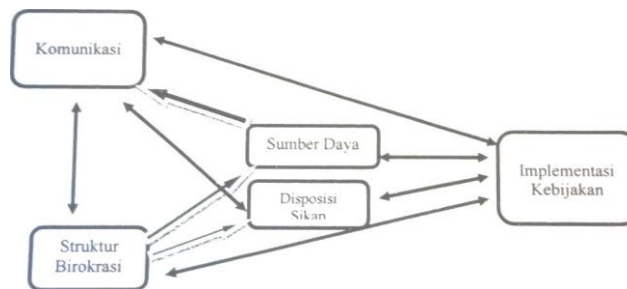 Komunikasi
Sumber Daya
Disposisi
Sikap
Implementasi
Kebijakan
Struktur
Birokrasi